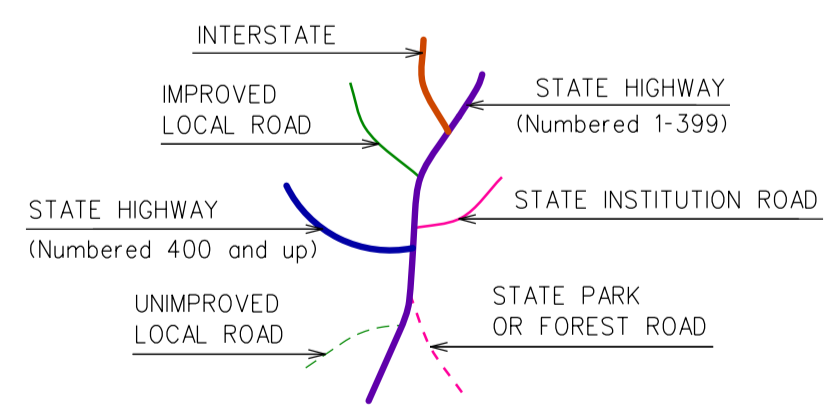 INTERSTATE
STATE HIGHWAY
(Numbered 1-399)
IMPROVED
LOCAL ROAD
STATE INSTITUTION ROAD
STATE HIGHWAY
(Numbered 400 and up)
UNIMPROVED
LOCAL ROAD
STATE PARK
OR FOREST ROAD